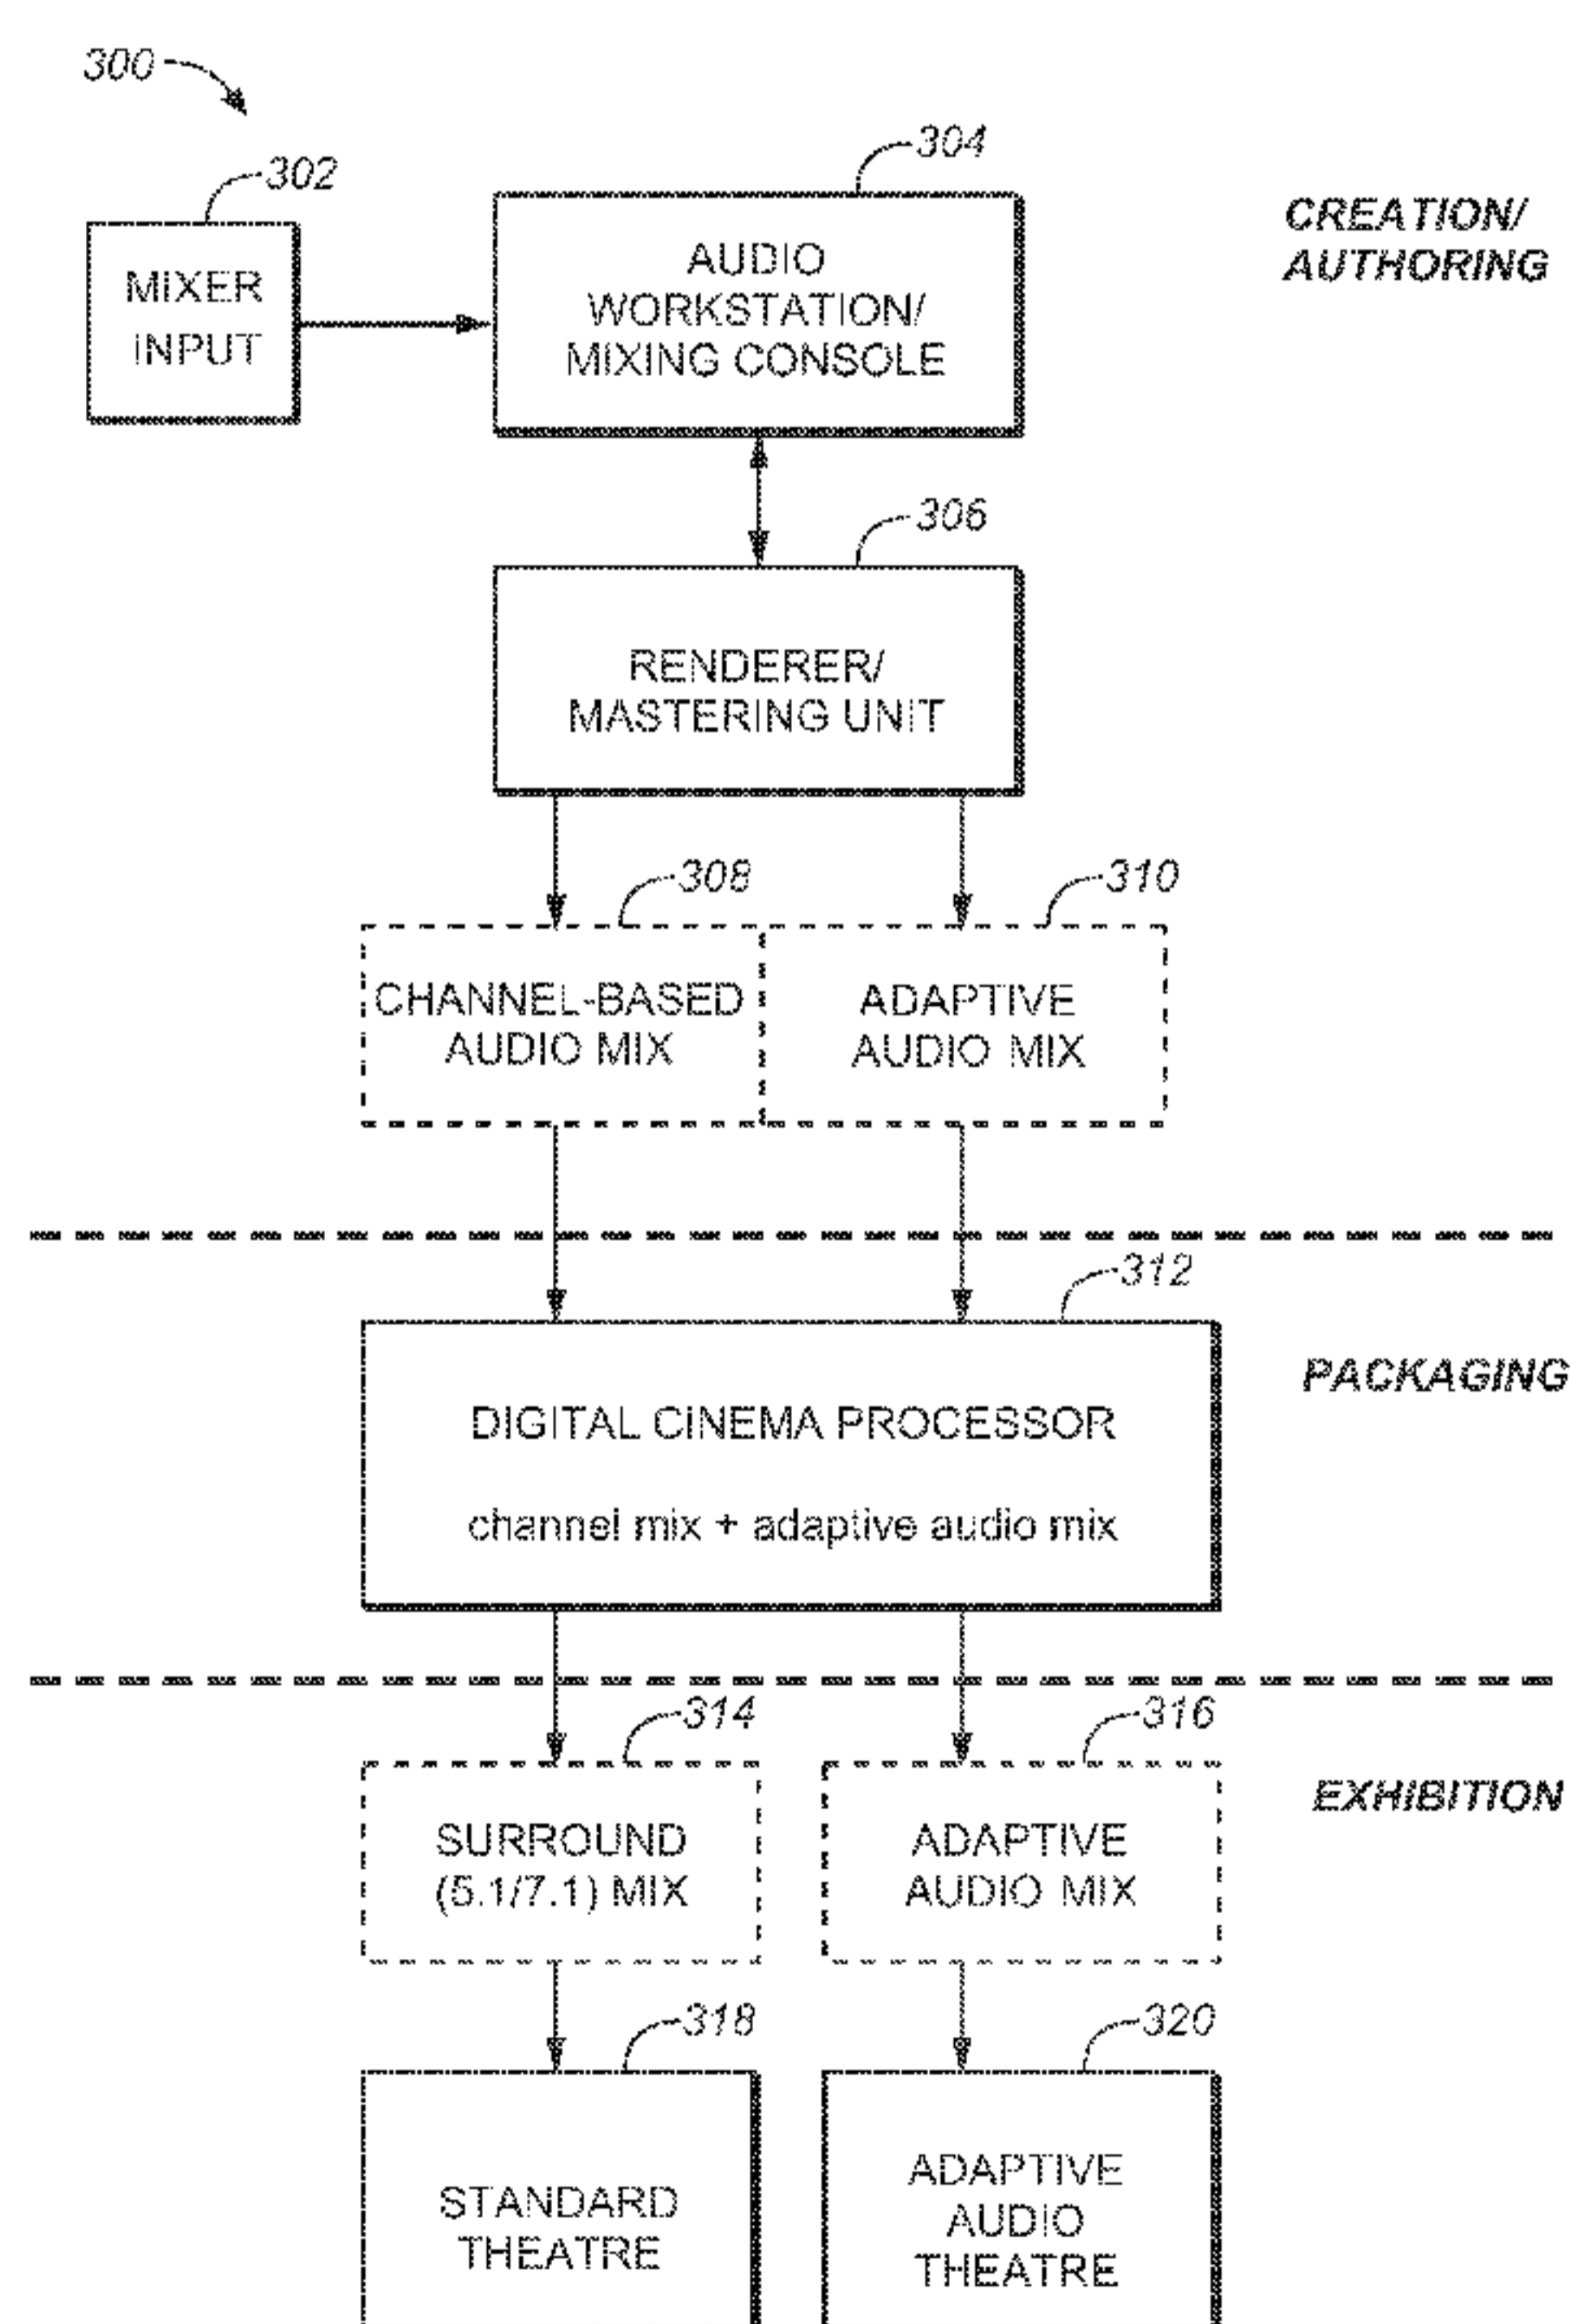 300
302
304
MIXER
INPUT
AUDIO
WORKSTATION/
MIXING CONSOLE
CREATION/
AUTHORING
306
RENDERER/
MASTERING UNIT
308
310
CHANNEL-BASED
AUDIO MIX
ADAPTIVE
AUDIO MIX
312
DIGITAL CINEMA PROCESSOR
channel mix + adaptive audio mix
PACKAGING
314
316
SURROUND
(5.1/7.1) MIX
ADAPTIVE
AUDIO MIX
EXHIBITION
318
320
STANDARD
THEATRE
ADAPTIVE
AUDIO
THEATRE